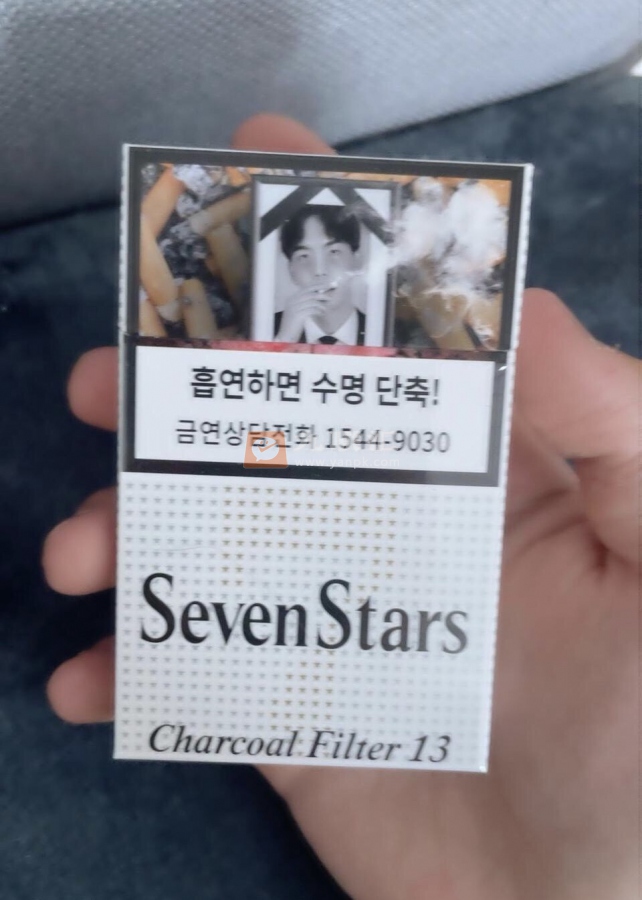 흡연하면 수명 단축!
금연상담전화 1544-9030
Seven Stars
Charcoal Filter 13